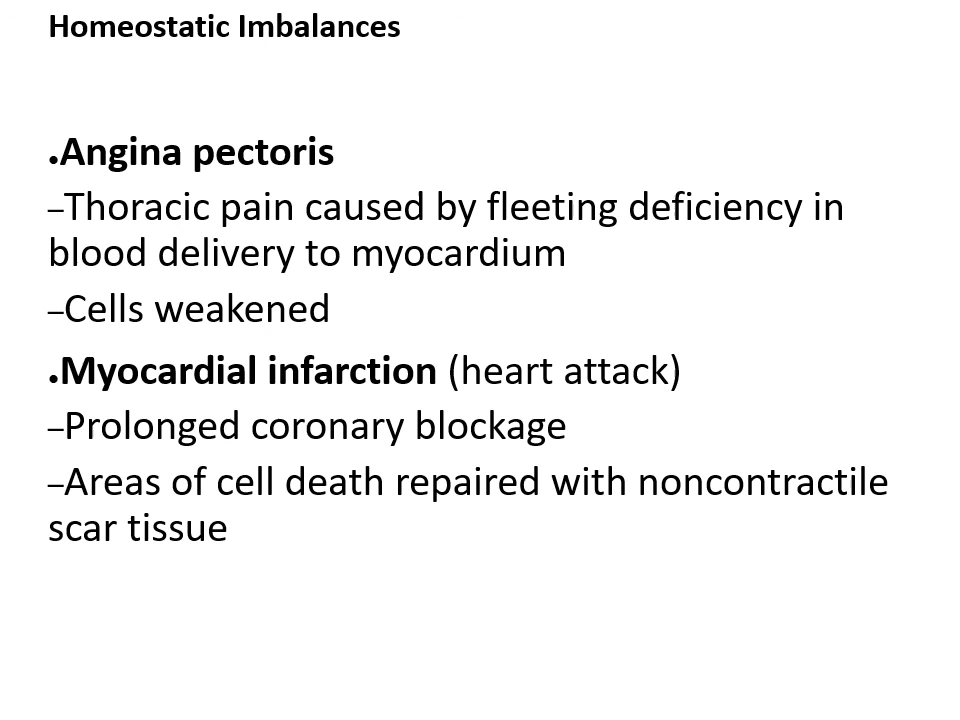 Homeostatic Imbalances
●Angina pectoris
–Thoracic pain caused by fleeting deficiency in
blood delivery to myocardium
–Cells weakened
●Myocardial infarction (heart attack)
–Prolonged coronary blockage
–Areas of cell death repaired with noncontractile
scar tissue